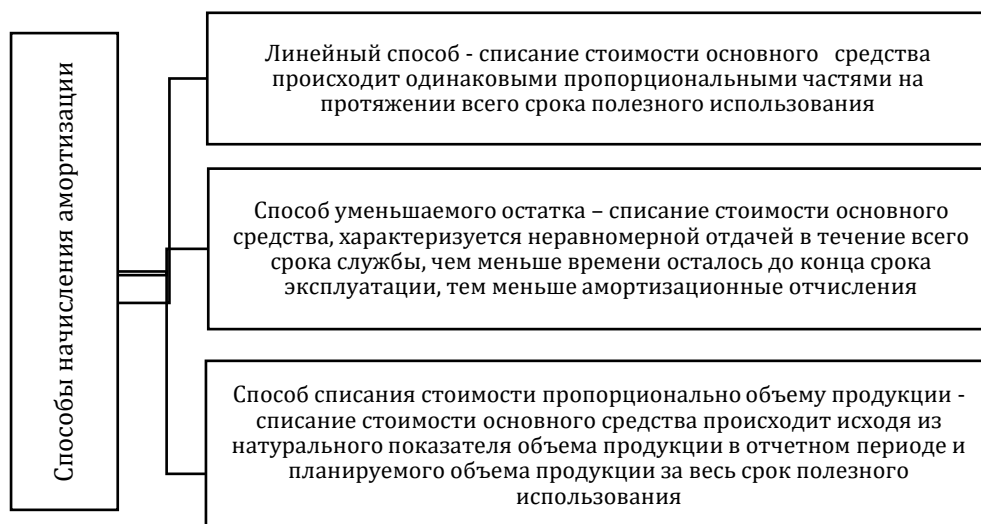 Способы начисления амортизации
Линейный способ - списание стоимости основного средства
происходит одинаковыми пропорциональными частями на
протяжении всего срока полезного использования
Способ уменьшаемого остатка – списание стоимости основного
средства, характеризуется неравномерной отдачей в течение всего
срока службы, чем меньше времени осталось до конца срока
эксплуатации, тем меньше амортизационные отчисления
Способ списания стоимости пропорционально объему продукции -
списание стоимости основного средства происходит исходя из
натурального показателя объема продукции в отчетном периоде и
планируемого объема продукции за весь срок полезного
использования